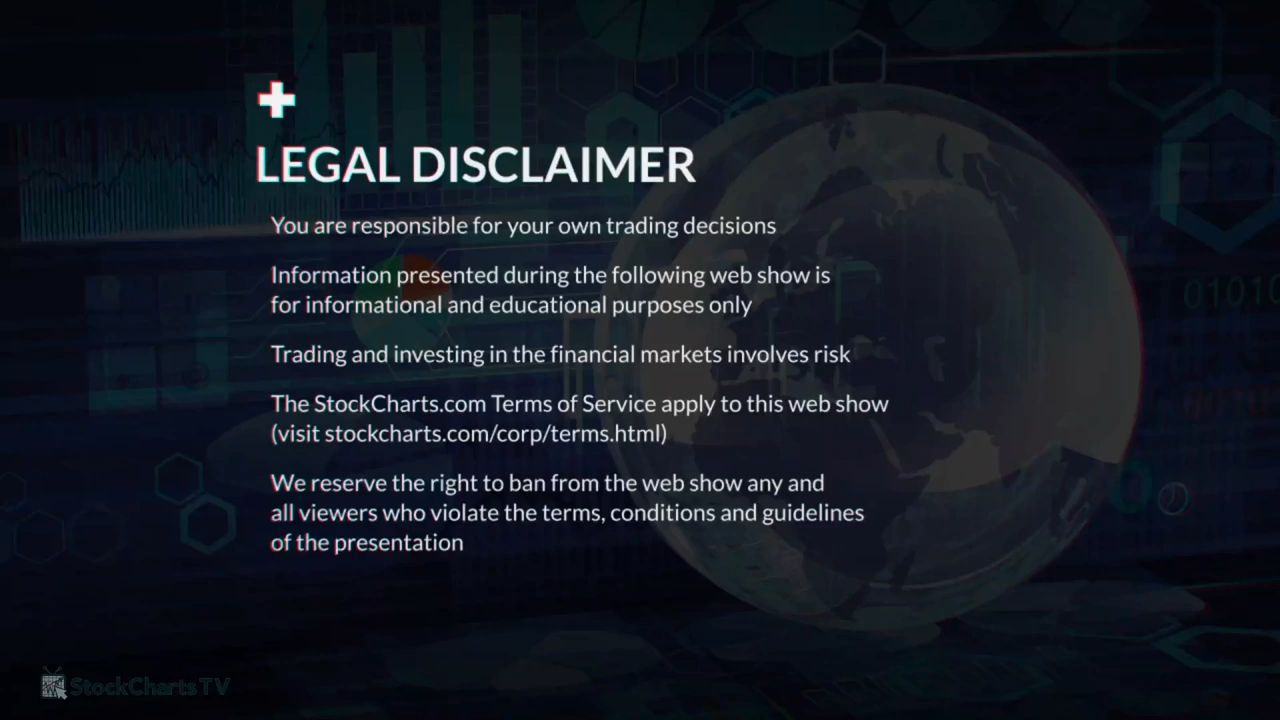 LEGAL DISCLAIMER
You are responsible for your own trading decisions
Information presented during the following web show is
for informational and educational purposes only
Trading and investing in the financial markets involves risk
The StockCharts.com Terms of Service apply to this web show
(visit stockcharts.com/corp/terms.html)
We reserve the right to ban from the web show any and
all viewers who violate the terms, conditions and guidelines
of the presentation
01010
StockChartsTV